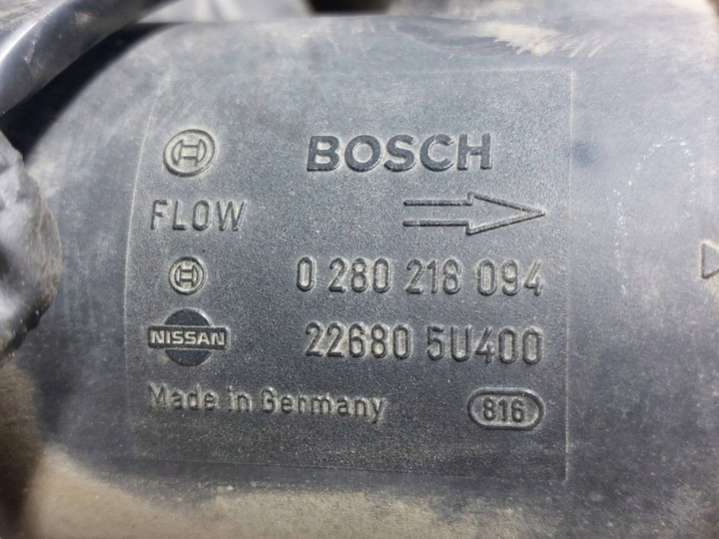 BOSCH
FLOW
0 280 218 094
NISSAN 22680 5U400
Made in Germany 816